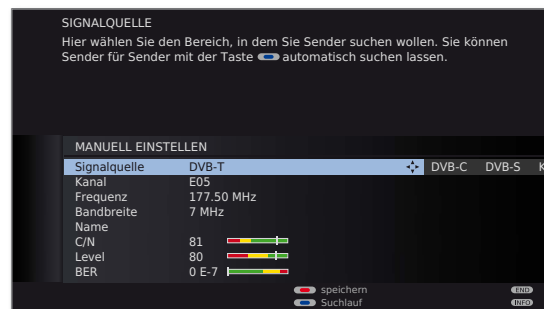 SIGNALQUELLE
Hier wählen Sie den Bereich, in dem Sie Sender suchen wollen. Sie können
Sender für Sender mit der Taste automatisch suchen lassen.
MANUELL EINSTELLEN
Signalquelle DVB-T DVB-C DVB-S K
Kanal E05
Frequenz 177.50 MHz
Bandbreite 7 MHz
Name
C/N 81
Level 80
BER 0 E-7
speichern END
Suchlauf INFO